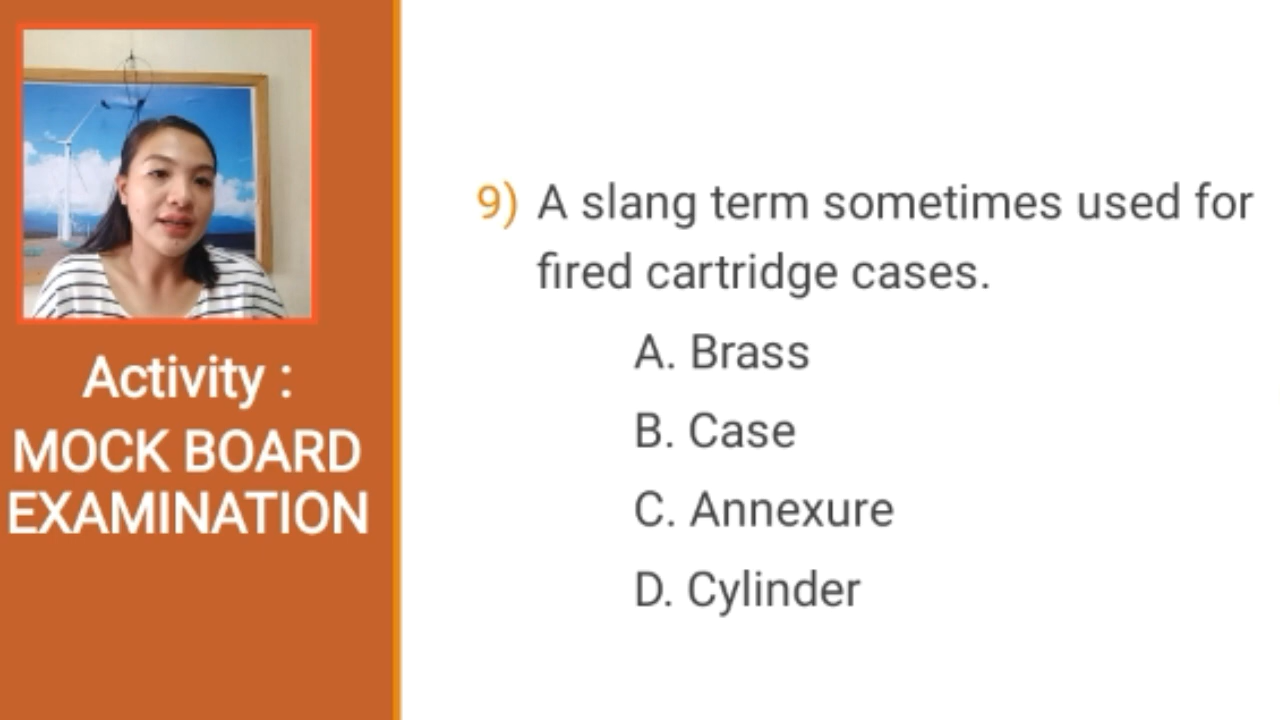 Activity :
MOCK BOARD
EXAMINATION
9) A slang term sometimes used for
fired cartridge cases.
A. Brass
B. Case
C. Annexure
D. Cylinder